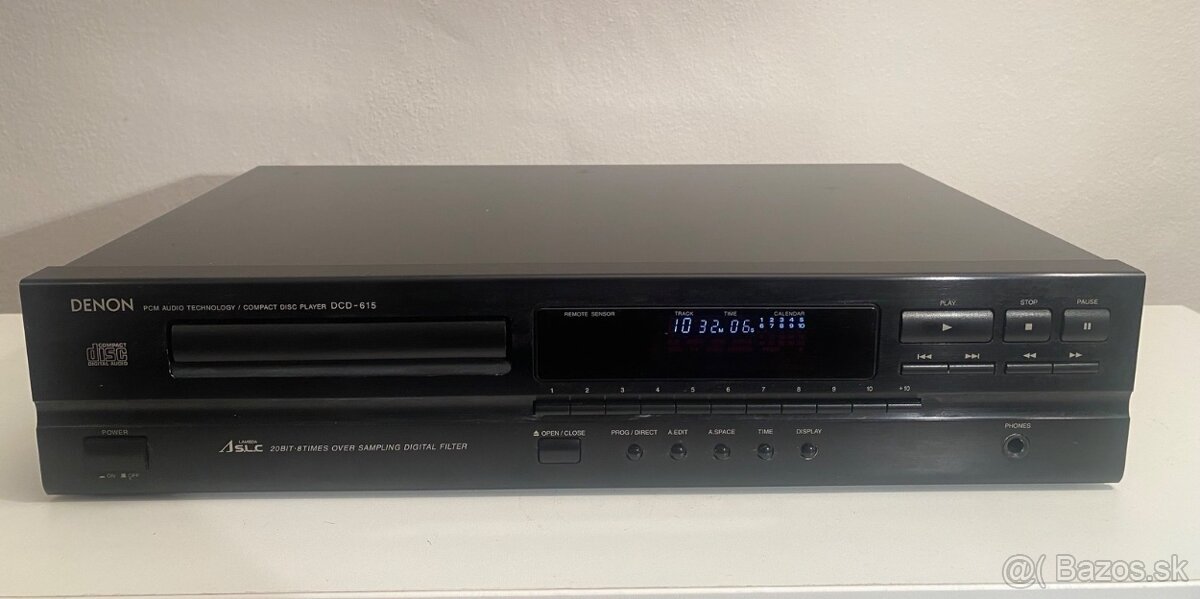 DENON PCM AUDIO TECHNOLOGY / COMPACT DISC PLAYER DCD-615
COMPACT
disc
DIGITAL AUDIO
REMOTE SENSOR
TRACK TIME CALENDAR
10 32M 06S 1 2 3 4 5
6 7 8 9 10
PLAY STOP PAUSE
1 2 3 4 5 6 7 8 9 10 +10
POWER
ON OFF
LAMBDA
S.L.C. 20BIT·8TIMES OVER SAMPLING DIGITAL FILTER
OPEN/CLOSE PROG/DIRECT A.EDIT A.SPACE TIME DISPLAY
PHONES
@( Bazos.sk